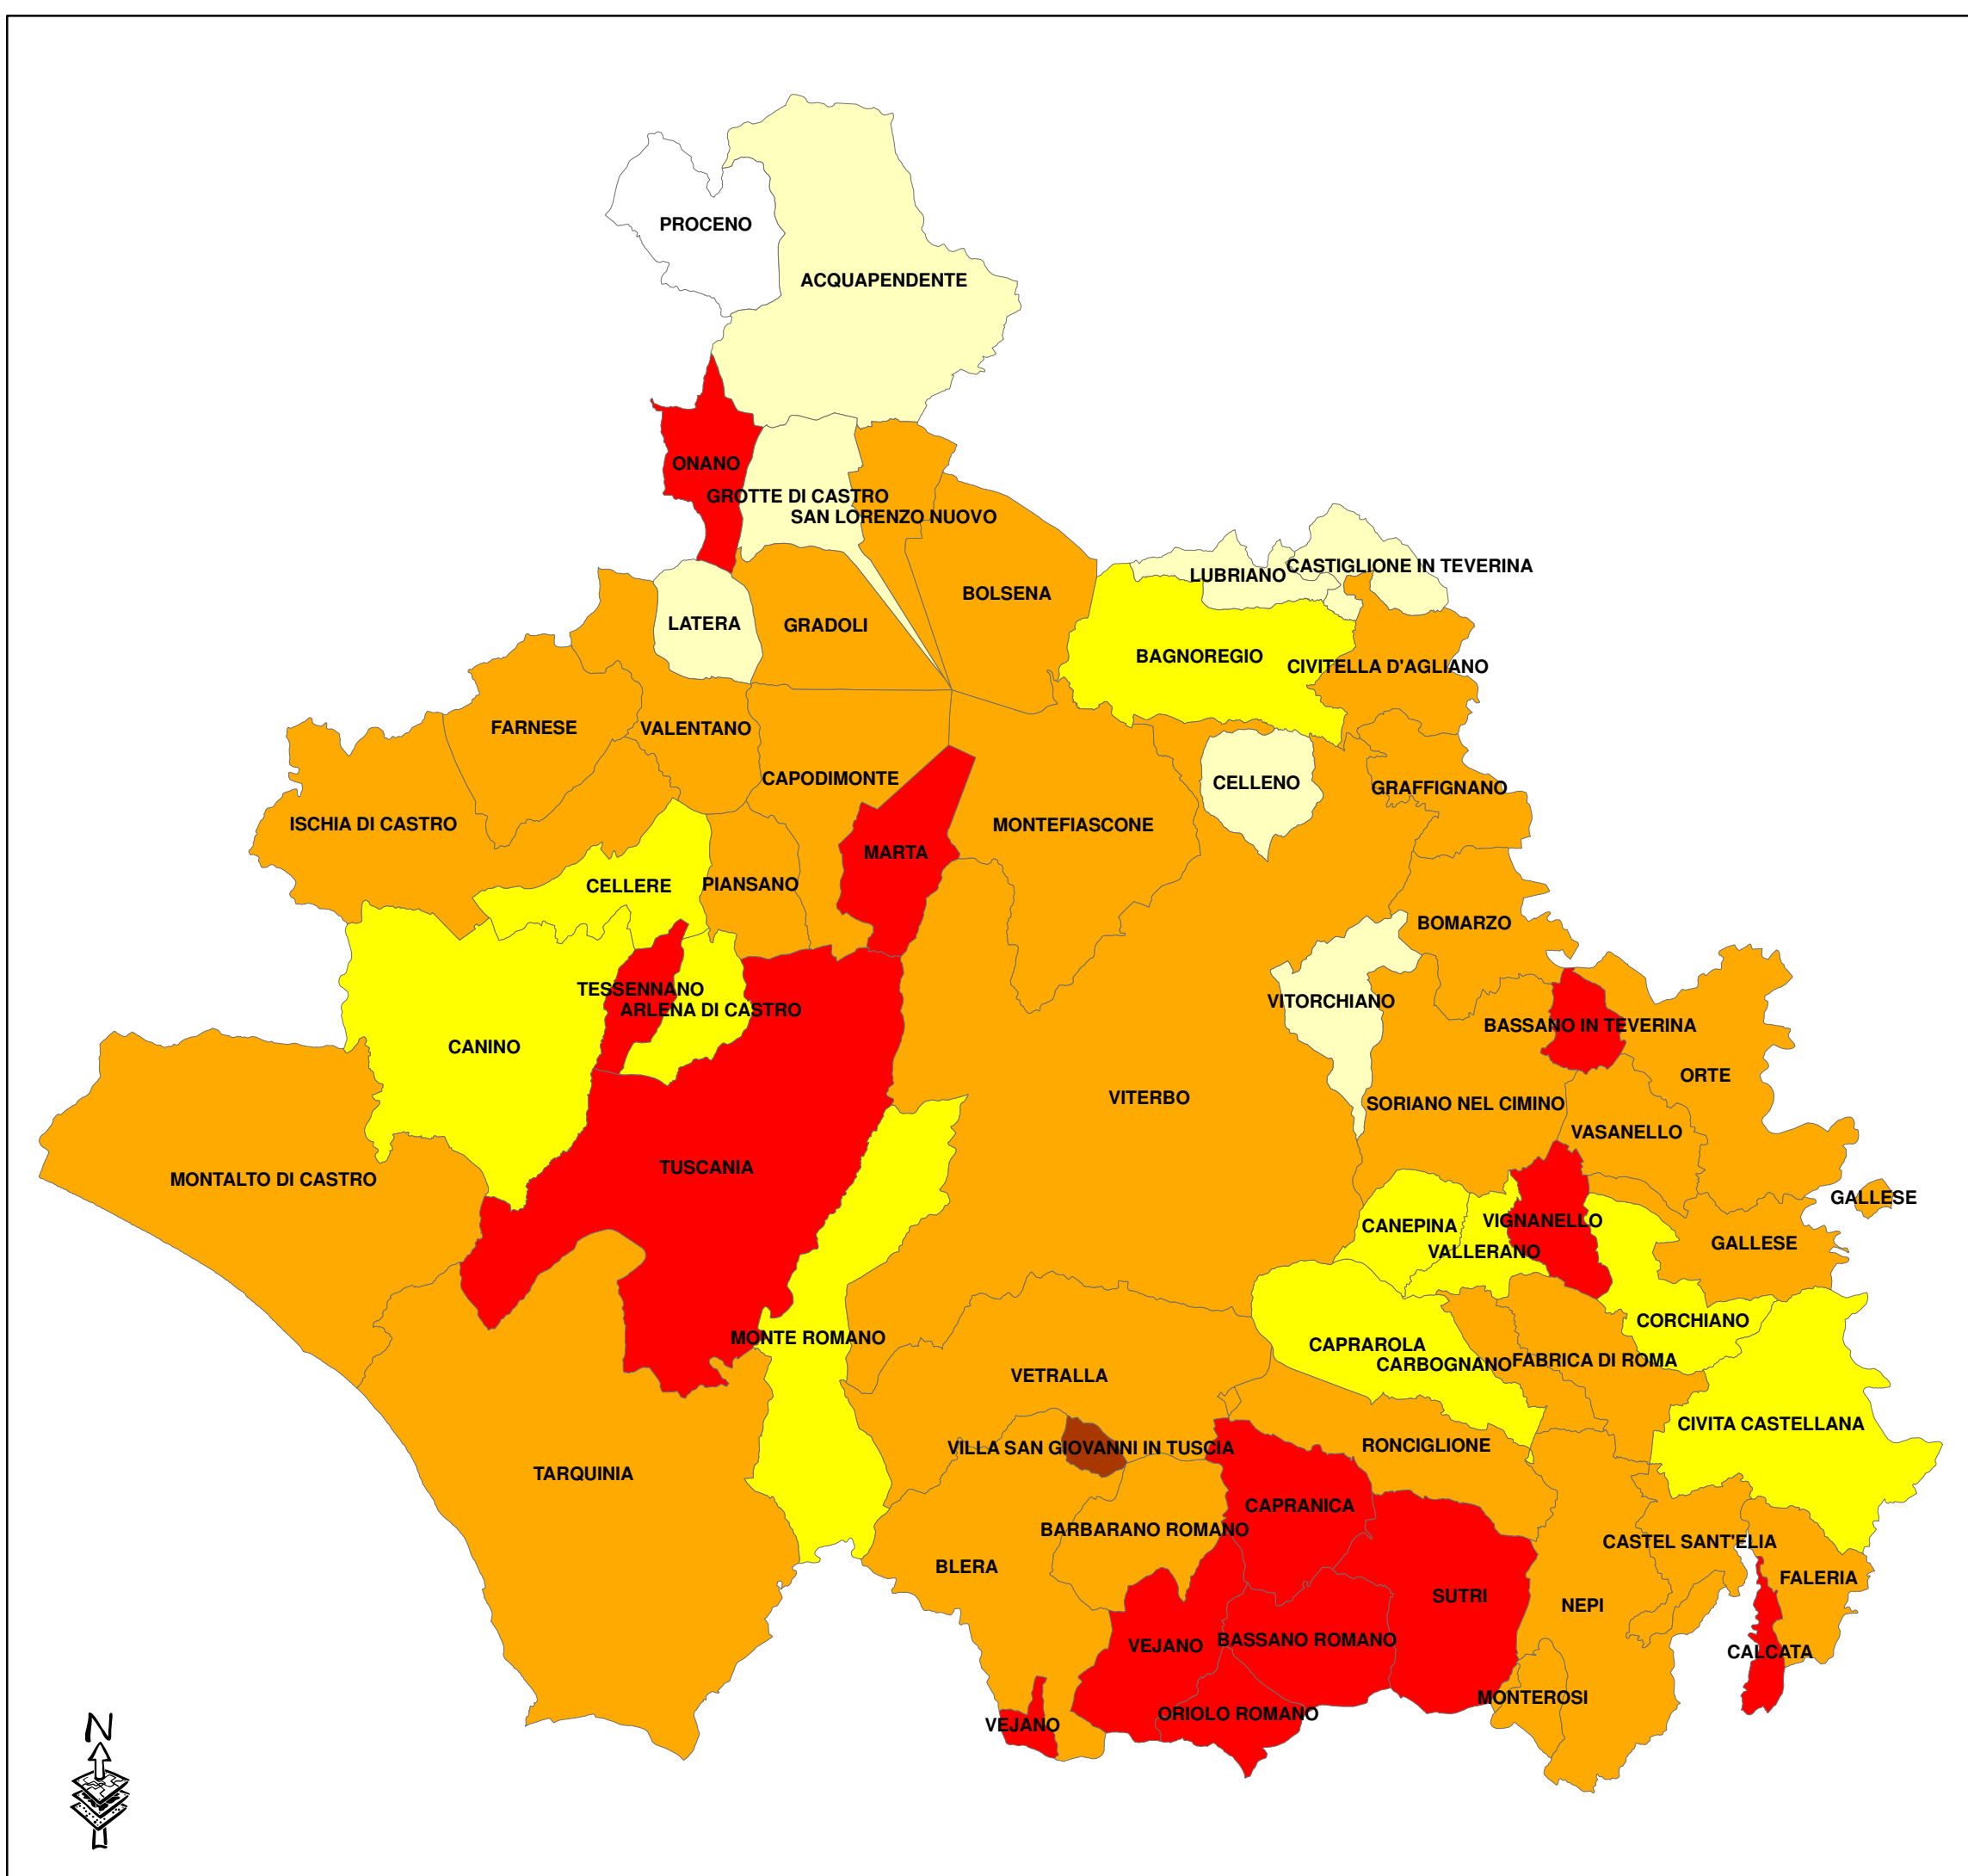 PROCENO
ACQUAPENDENTE
ONANO
GROTTE DI CASTRO
SAN LORENZO NUOVO
CASTIGLIONE IN TEVERINA
LUBRIANO
BOLSENA
LATERA
GRADOLI
BAGNOREGIO
CIVITELLA D'AGLIANO
FARNESE
VALENTANO
CAPODIMONTE
CELLENO
GRAFFIGNANO
ISCHIA DI CASTRO
MONTEFIASCONE
MARTA
CELLERE
PIANSANO
BOMARZO
TESSENNANO
VITORCHIANO
ARLENA DI CASTRO
BASSANO IN TEVERINA
CANINO
ORTE
VITERBO
SORIANO NEL CIMINO
VASANELLO
TUSCANIA
MONTALTO DI CASTRO
GALLESE
CANEPINA
VIGNANELLO
GALLESE
VALLERANO
CORCHIANO
MONTE ROMANO
CAPRAROLA
CARBOGNANO
FABRICA DI ROMA
VETRALLA
CIVITA CASTELLANA
VILLA SAN GIOVANNI IN TUSCIA
RONCIGLIONE
TARQUINIA
CAPRANICA
BARBARANO ROMANO
CASTEL SANT'ELIA
BLERA
FALERIA
SUTRI
NEPI
VEJANO
BASSANO ROMANO
CALCATA
MONTEROSI
ORIOLO ROMANO
VEJANO
N